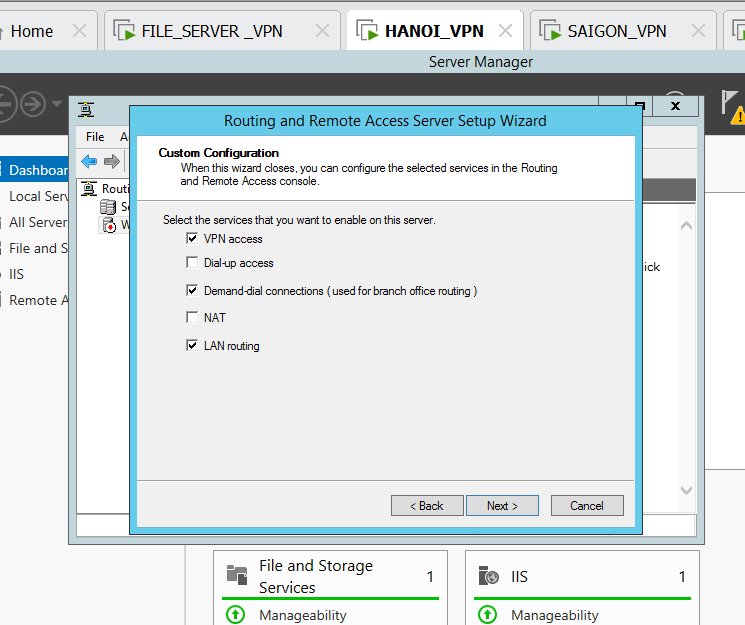 Home
FILE_SERVER _VPN
HANOI_VPN
SAIGON_VPN
Server Manager
Routing and Remote Access Server Setup Wizard
File A
Custom Configuration
When this wizard closes, you can configure the selected services in the Routing
and Remote Access console.
Dashboar
Local Serv
All Server
File and S
IIS
Remote A
Routi
Se
W
ick
Select the services that you want to enable on this server.
VPN access
Dial-up access
Demand-dial connections ( used for branch office routing )
NAT
LAN routing
< Back
Next >
Cancel
File and Storage
Services
1
Manageability
IIS
1
Manageability